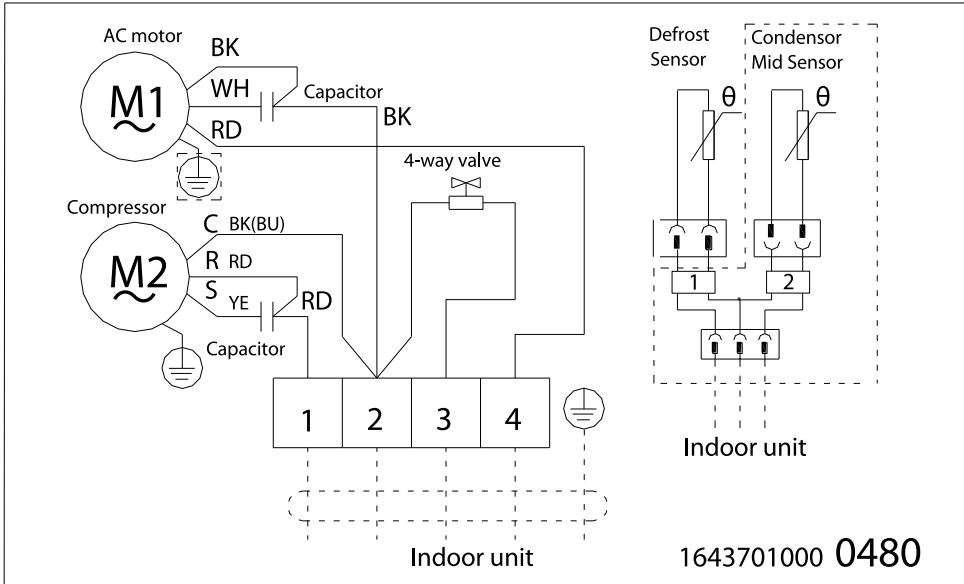 AC motor
M1
BK
WH
Capacitor
BK
RD
4-way valve
Compressor
M2
C BK(BU)
R RD
S YE
RD
Capacitor
1 2 3 4
Indoor unit
Defrost
Sensor
Condensor
Mid Sensor
θ θ
1 2
Indoor unit
1643701000 0480